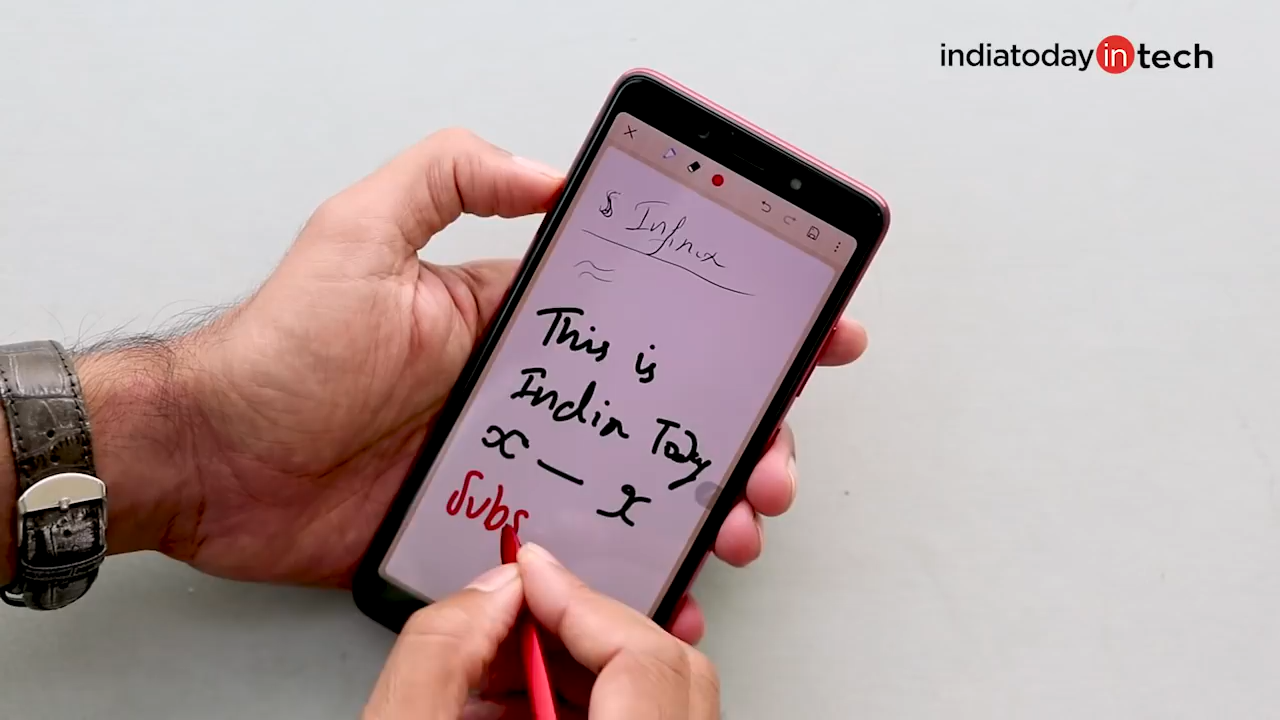 indiatoday in tech
Infinix
This is
India Today
x — x
Subs